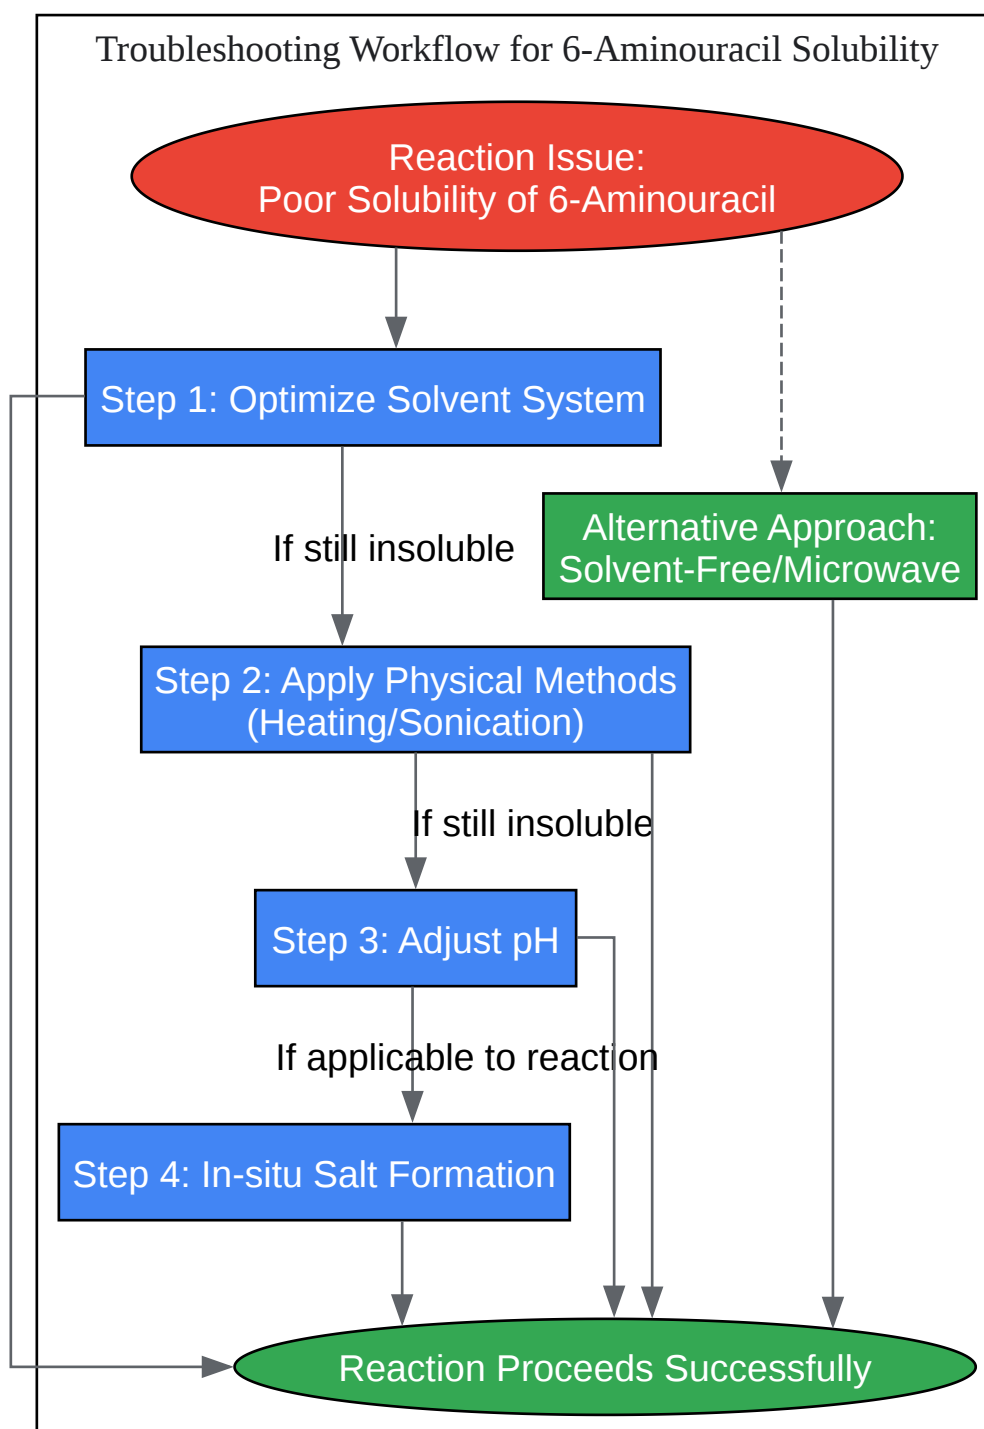 Troubleshooting Workflow for 6-Aminouracil Solubility
Reaction Issue:
Poor Solubility of 6-Aminouracil
Step 1: Optimize Solvent System
Alternative Approach:
Solvent-Free/Microwave
If still insoluble
Step 2: Apply Physical Methods
(Heating/Sonication)
If still insoluble
Step 3: Adjust pH
If applicable to reaction
Step 4: In-situ Salt Formation
Reaction Proceeds Successfully